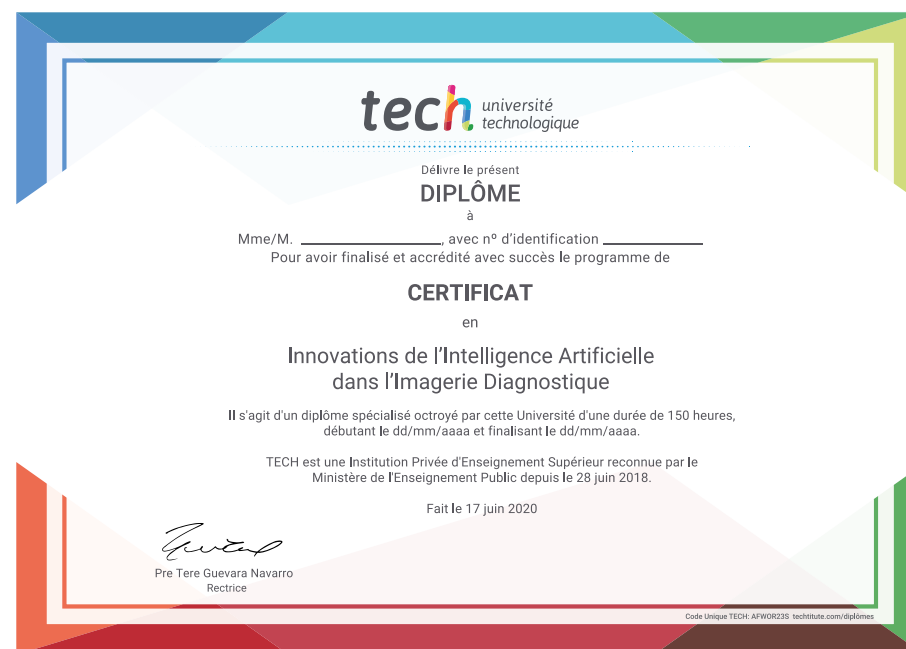 tech université
technologique
Délivre le présent
DIPLÔME
à
Mme/M. ____________________, avec nº d'identification ______________
Pour avoir finalisé et accrédité avec succès le programme de
CERTIFICAT
en
Innovations de l'Intelligence Artificielle
dans l'Imagerie Diagnostique
Il s'agit d'un diplôme spécialisé octroyé par cette Université d'une durée de 150 heures,
débutant le dd/mm/aaaa et finalisant le dd/mm/aaaa.
TECH est une Institution Privée d'Enseignement Supérieur reconnue par le
Ministère de l'Enseignement Public depuis le 28 juin 2018.
Fait le 17 juin 2020
Pre Tere Guevara Navarro
Rectrice
Code Unique TECH: AFWOR23S techtitute.com/diplômes